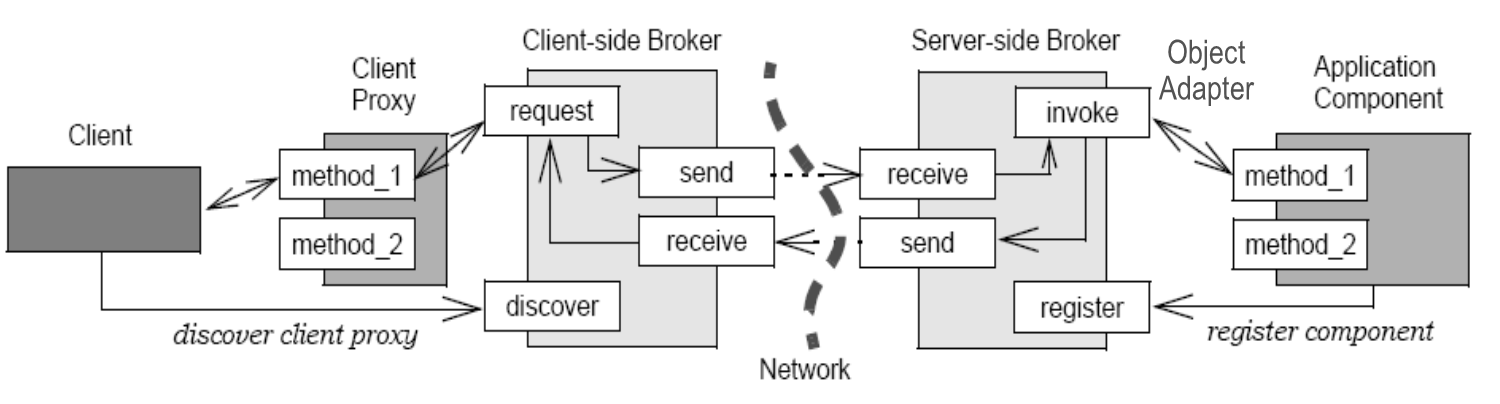 Client
Client
Proxy
method_1
method_2
Client-side Broker
request
send
receive
discover
discover client proxy
Network
Server-side Broker
receive
send
invoke
register
Object
Adapter
Application
Component
method_1
method_2
register component